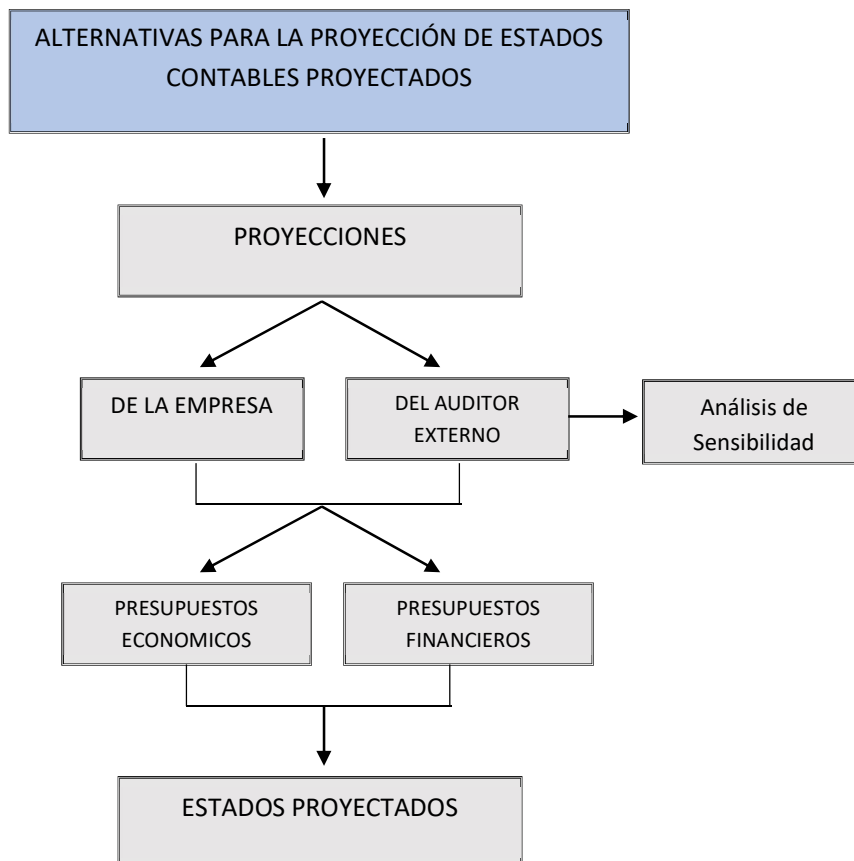 ALTERNATIVAS PARA LA PROYECCIÓN DE ESTADOS
CONTABLES PROYECTADOS
PROYECCIONES
DE LA EMPRESA
DEL AUDITOR
EXTERNO
Análisis de
Sensibilidad
PRESUPUESTOS
ECONOMICOS
PRESUPUESTOS
FINANCIEROS
ESTADOS PROYECTADOS